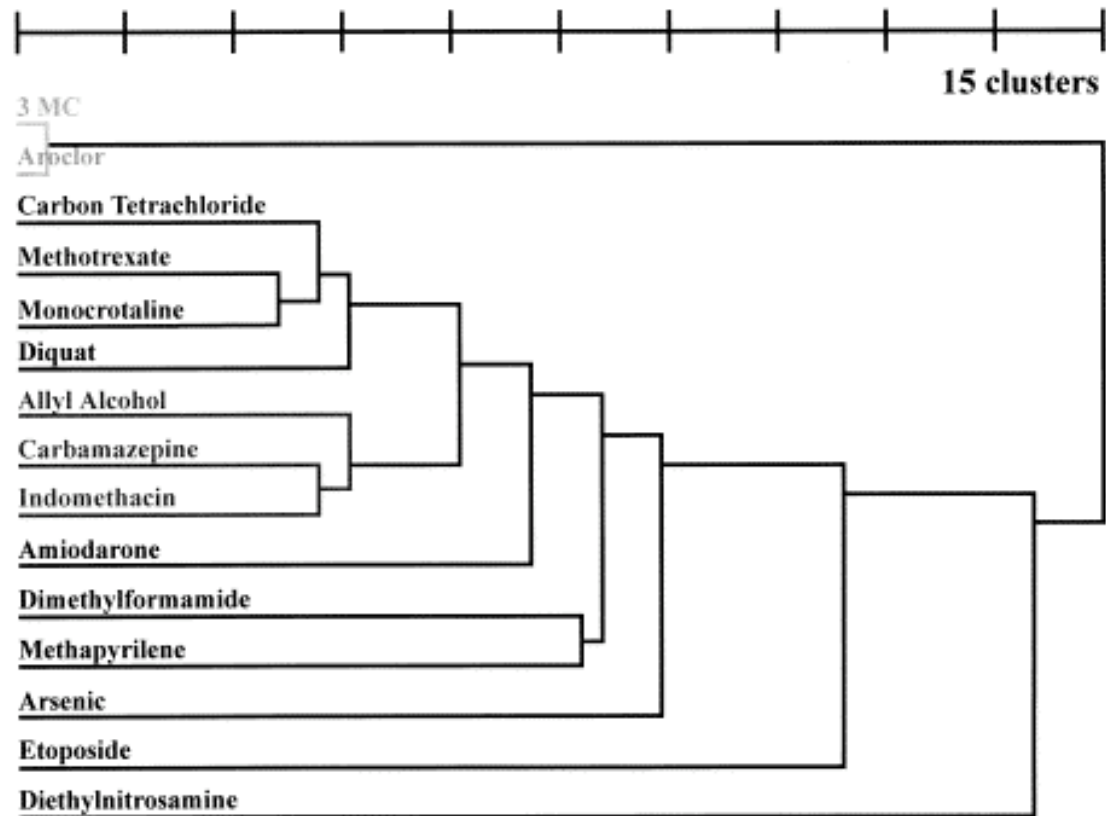 15 clusters
3 MC
Aroclor
Carbon Tetrachloride
Methotrexate
Monocrotaline
Diquat
Allyl Alcohol
Carbamazepine
Indomethacin
Amiodarone
Dimethylformamide
Methapyrilene
Arsenic
Etoposide
Diethylnitrosamine